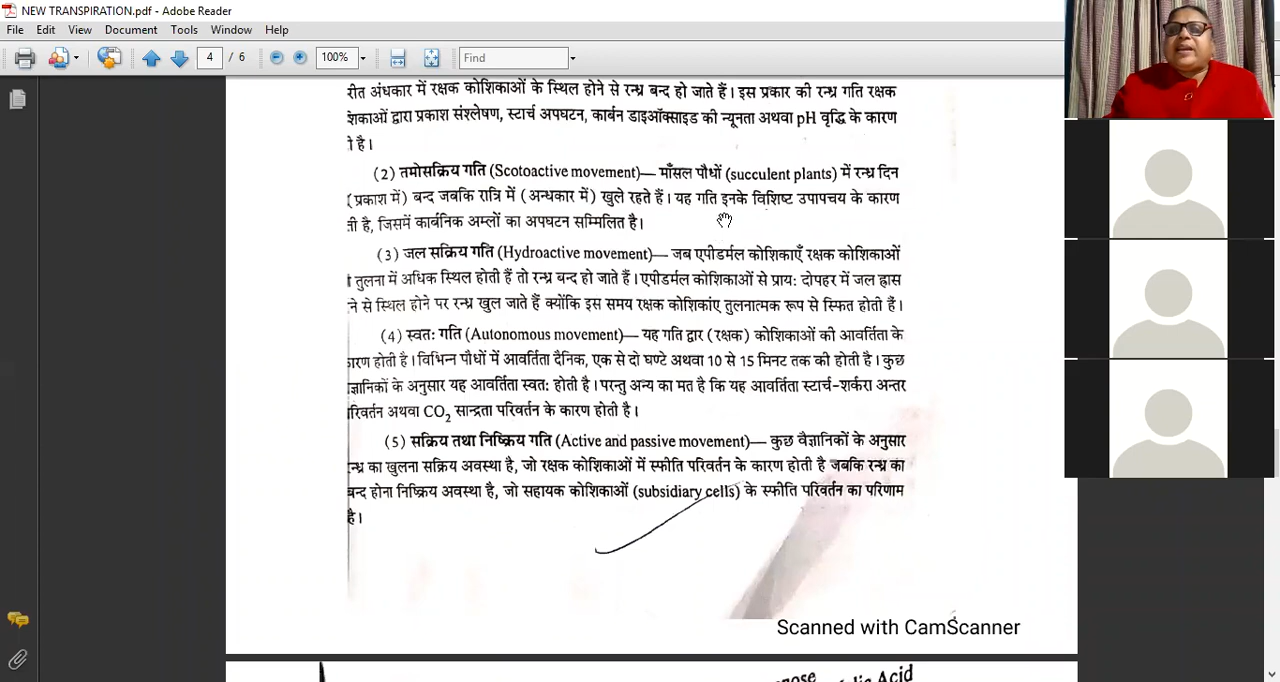 NEW TRANSPIRATION.pdf - Adobe Reader
File Edit View Document Tools Window Help
4 / 6 100% Find
रीत अंधकार में रक्षक कोशिकाओं के स्थिल होने से रन्ध्र बन्द हो जाते हैं। इस प्रकार की रन्ध्र गति रक्षक
शिकाओं द्वारा प्रकाश संश्लेषण, स्टार्च अपघटन, कार्बन डाइऑक्साइड की न्यूनता अथवा pH वृद्धि के कारण
है।
(2) तमोसक्रिय गति (Scotoactive movement)— माँसल पौधों (succulent plants) में रन्ध्र दिन
(प्रकाश में) बन्द जबकि रात्रि में (अन्धकार में) खुले रहते हैं। यह गति इनके विशिष्ट उपापचय के कारण
ती है, जिसमें कार्वनिक अम्लों का अपघटन सम्मिलित है।
(3) जल सक्रिय गति (Hydroactive movement)— जब एपीडर्मल कोशिकाएँ रक्षक कोशिकाओं
तुलना में अधिक स्थिल होती हैं तो रन्ध्र बन्द हो जाते हैं। एपीडर्मल कोशिकाओं से प्राय: दोपहर में जल ह्रास
ने से स्थिल होने पर रन्ध्र खुल जाते हैं क्योंकि इस समय रक्षक कोशिकांए तुलनात्मक रूप से स्फित होती हैं।
(4) स्वत: गति (Autonomous movement)— यह गति द्वार (रक्षक) कोशिकाओं की आवर्तिता के
ारण होती है। विभिन्न पौधों में आवर्तिता दैनिक, एक से दो घण्टे अथवा 10 से 15 मिनट तक की होती है। कुछ
ज्ञानिकों के अनुसार यह आवर्तिता स्वत: होती है। परन्तु अन्य का मत है कि यह आवर्तिता स्टार्च-शर्करा अन्तर
रिवर्तन अथवा CO2 सान्द्रता परिवर्तन के कारण होती है।
(5) सक्रिय तथा निष्क्रिय गति (Active and passive movement)— कुछ वैज्ञानिकों के अनुसार
न्ध्र का खुलना सक्रिय अवस्था है, जो रक्षक कोशिकाओं में स्फीति परिवर्तन के कारण होती है जबकि रन्ध्र का
बन्द होना निष्क्रिय अवस्था है, जो सहायक कोशिकाओं (subsidiary cells) के स्फीति परिवर्तन का परिणाम
है।
Scanned with CamScanner
Acid